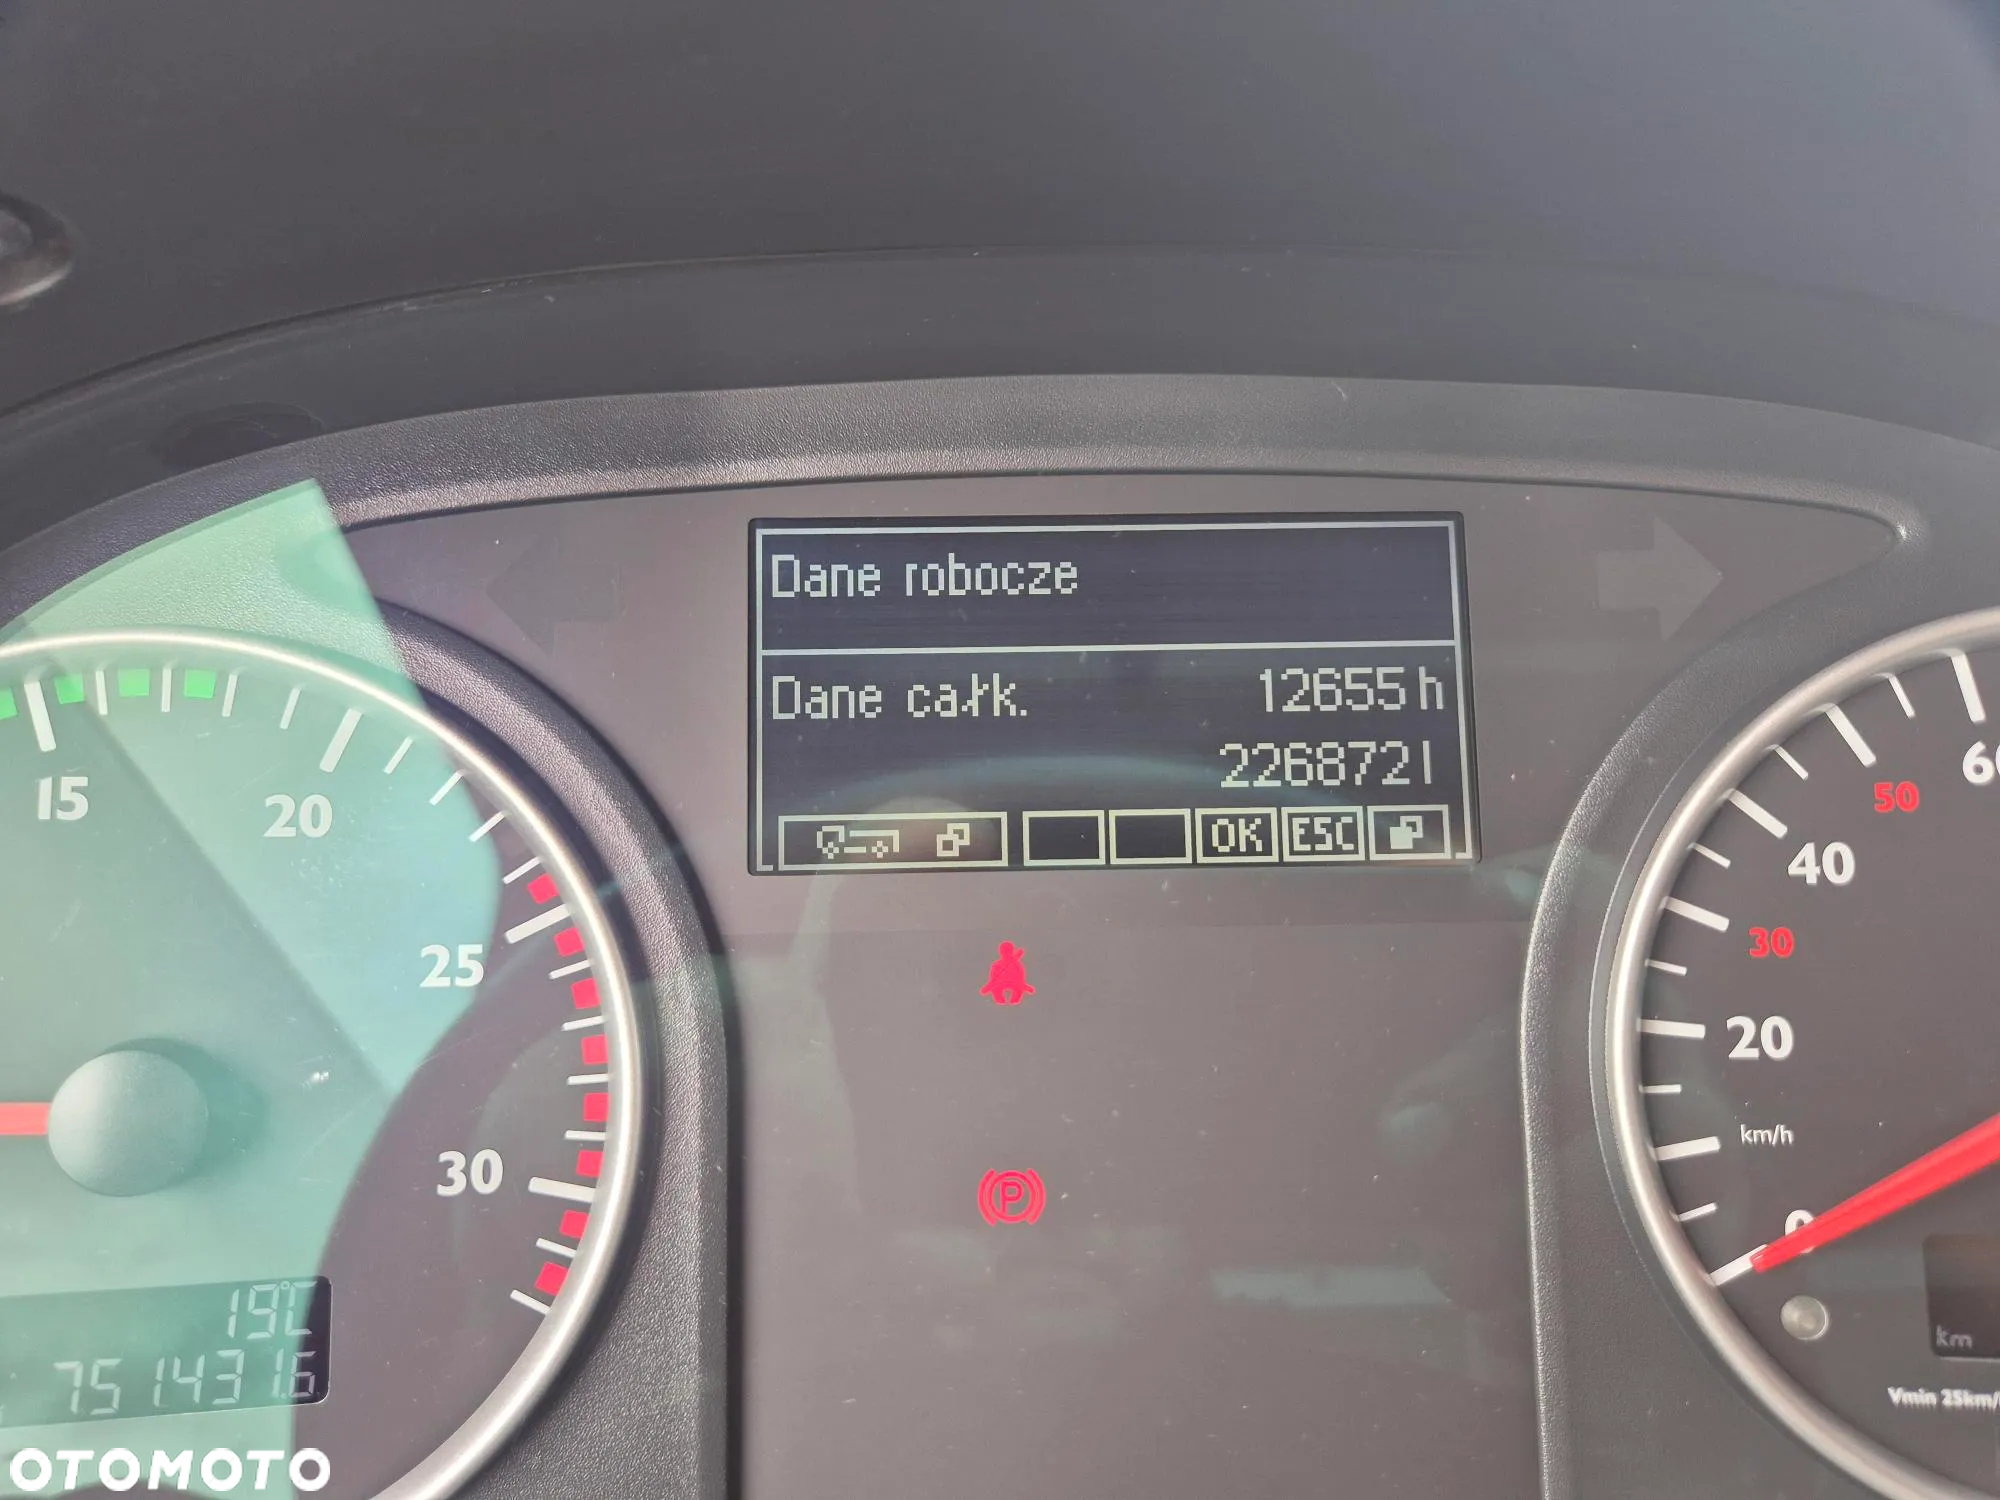 Dane robocze
Dane całk. 12655 h
226872 l
OK ESC
15
20
25
30
19°C
751431.6
60
50
40
30
20
km/h
0
km
Vmin 25km/
P
OTOMOTO